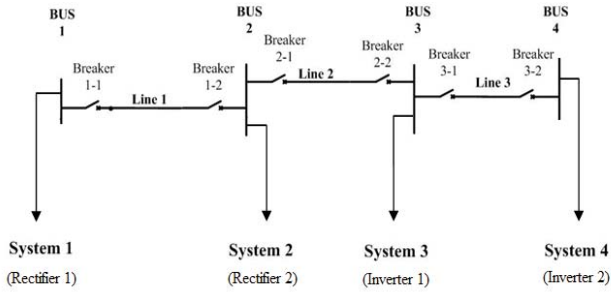 BUS
1
BUS
2
BUS
3
BUS
4
Breaker
1-1
Line 1
Breaker
1-2
Breaker
2-1
Line 2
Breaker
2-2
Breaker
3-1
Line 3
Breaker
3-2
System 1
(Rectifier 1)
System 2
(Rectifier 2)
System 3
(Inverter 1)
System 4
(Inverter 2)